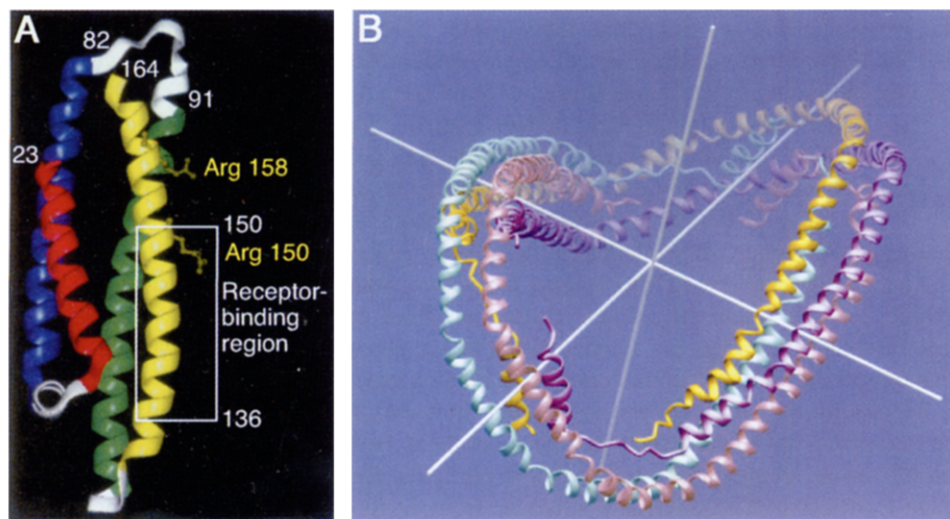 A
82
164
91
23
Arg 158
150
Arg 150
Receptor-
binding
region
136
B